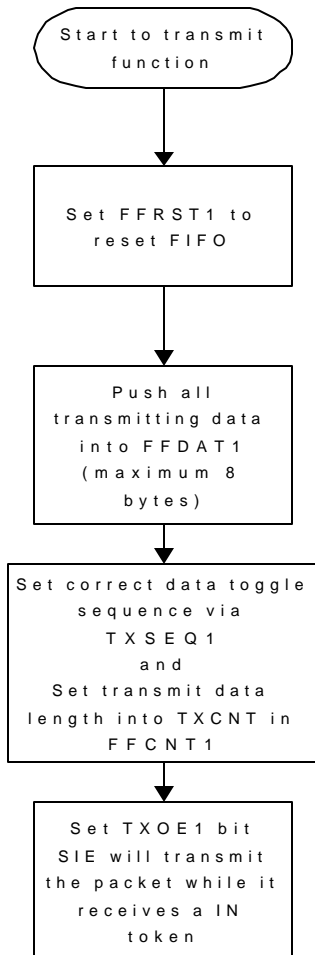 Start to transmit
function
Set FFRST1 to
reset FIFO
Push all
transmitting data
into FFDAT1
(maximum 8
bytes)
Set correct data toggle
sequence via
TXSEQ1
and
Set transmit data
length into TXCNT in
FFCNT1
Set TXOE1 bit
SIE will transmit
the packet while it
receives a IN
token